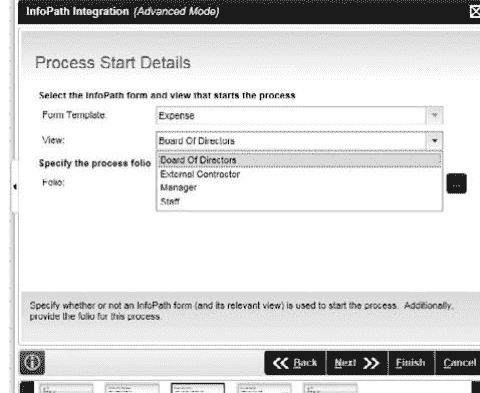 InfoPath Integration (Advanced Mode)
Process Start Details
Select the InfoPath form and view that starts the process
Form Template: Expense
View: Board Of Directors
Specify the process folio Board Of Directors
External Contractor
Folio: Manager
Staff
...
Specify whether or not an InfoPath form (and its relevant view) is used to start the process. Additionally,
provide the folio for this process.
Back Next Finish Cancel